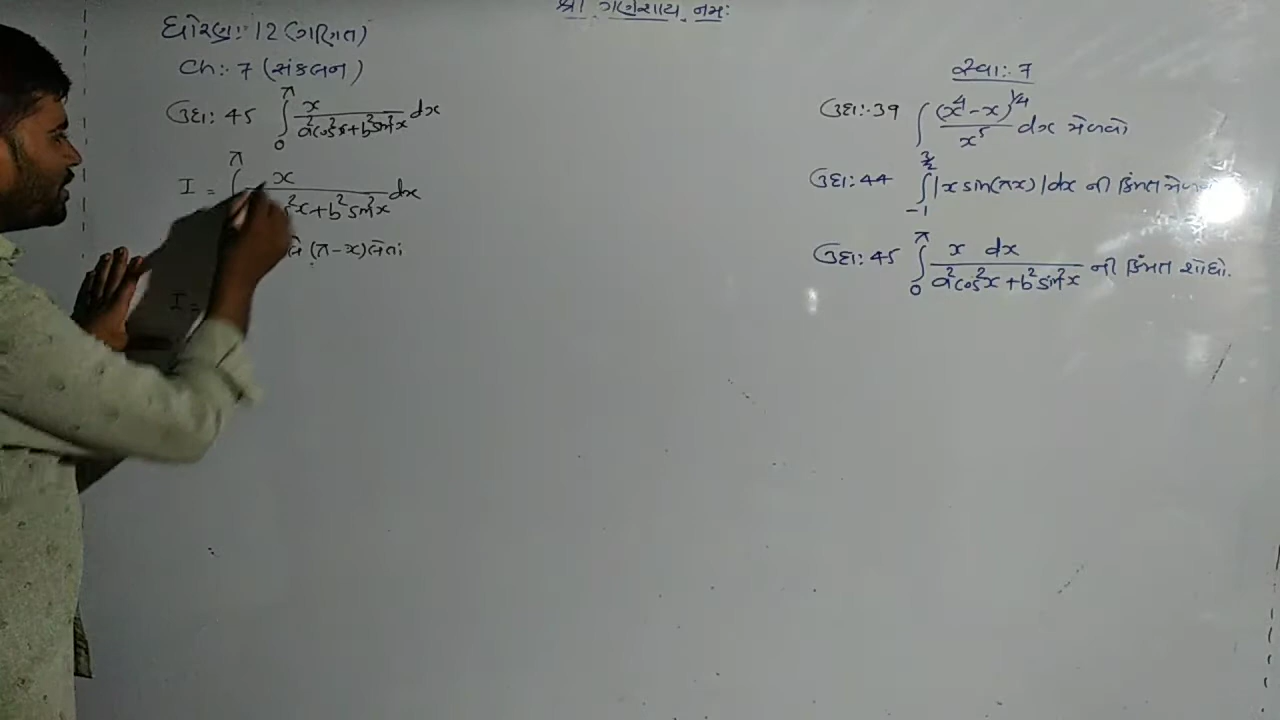 શ્રી ગણેશાય નમઃ
ધોરણઃ 12 (ગણિત)
Ch:- 7 (સંકલન)
ઉદાઃ 45 ∫₀^π x/(a²cos²x+b²sin²x) dx
I = ∫^π x/(²x+b²sin²x) dx
(π-x) લેતાં
I =
સ્વાઃ 7
ઉદાઃ-39 ∫ (x⁴-x)^¼/x⁵ dx મેળવો
ઉદાઃ 44 ∫₋₁^(3/2) |x sin(πx)| dx ની કિંમત
ઉદાઃ 45 ∫₀^π x dx/(a²cos²x+b²sin²x) ની કિંમત શોધો.